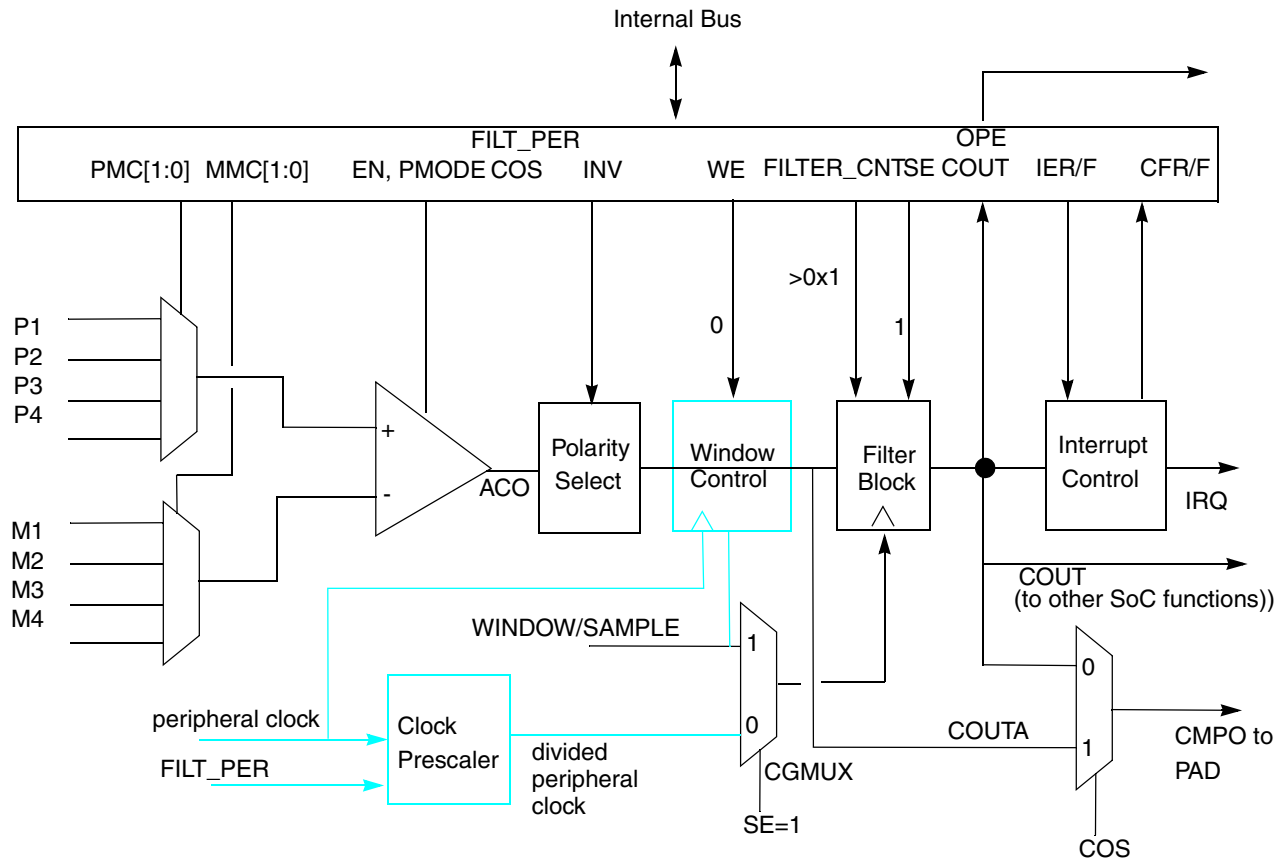 Internal Bus
FILT_PER
OPE
PMC[1:0] MMC[1:0] EN, PMODE COS INV WE FILTER_CNTSE COUT IER/F CFR/F
>0x1
0
1
P1
P2
P3
P4
+
-
ACO
Polarity
Select
Window
Control
Filter
Block
Interrupt
Control
IRQ
M1
M2
M3
M4
COUT
(to other SoC functions))
WINDOW/SAMPLE
1
0
CGMUX
SE=1
peripheral clock
FILT_PER
Clock
Prescaler
divided
peripheral
clock
COUTA
0
1
CMPO to
PAD
COS